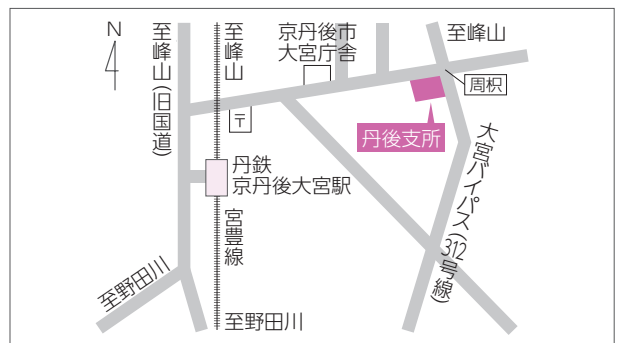 N
至峰山(旧国道)
至峰山
京丹後市
大宮庁舎
至峰山
周枳
〒
丹後支所
丹鉄
京丹後大宮駅
宮豊線
大宮バイパス(312号線)
至野田川
至野田川